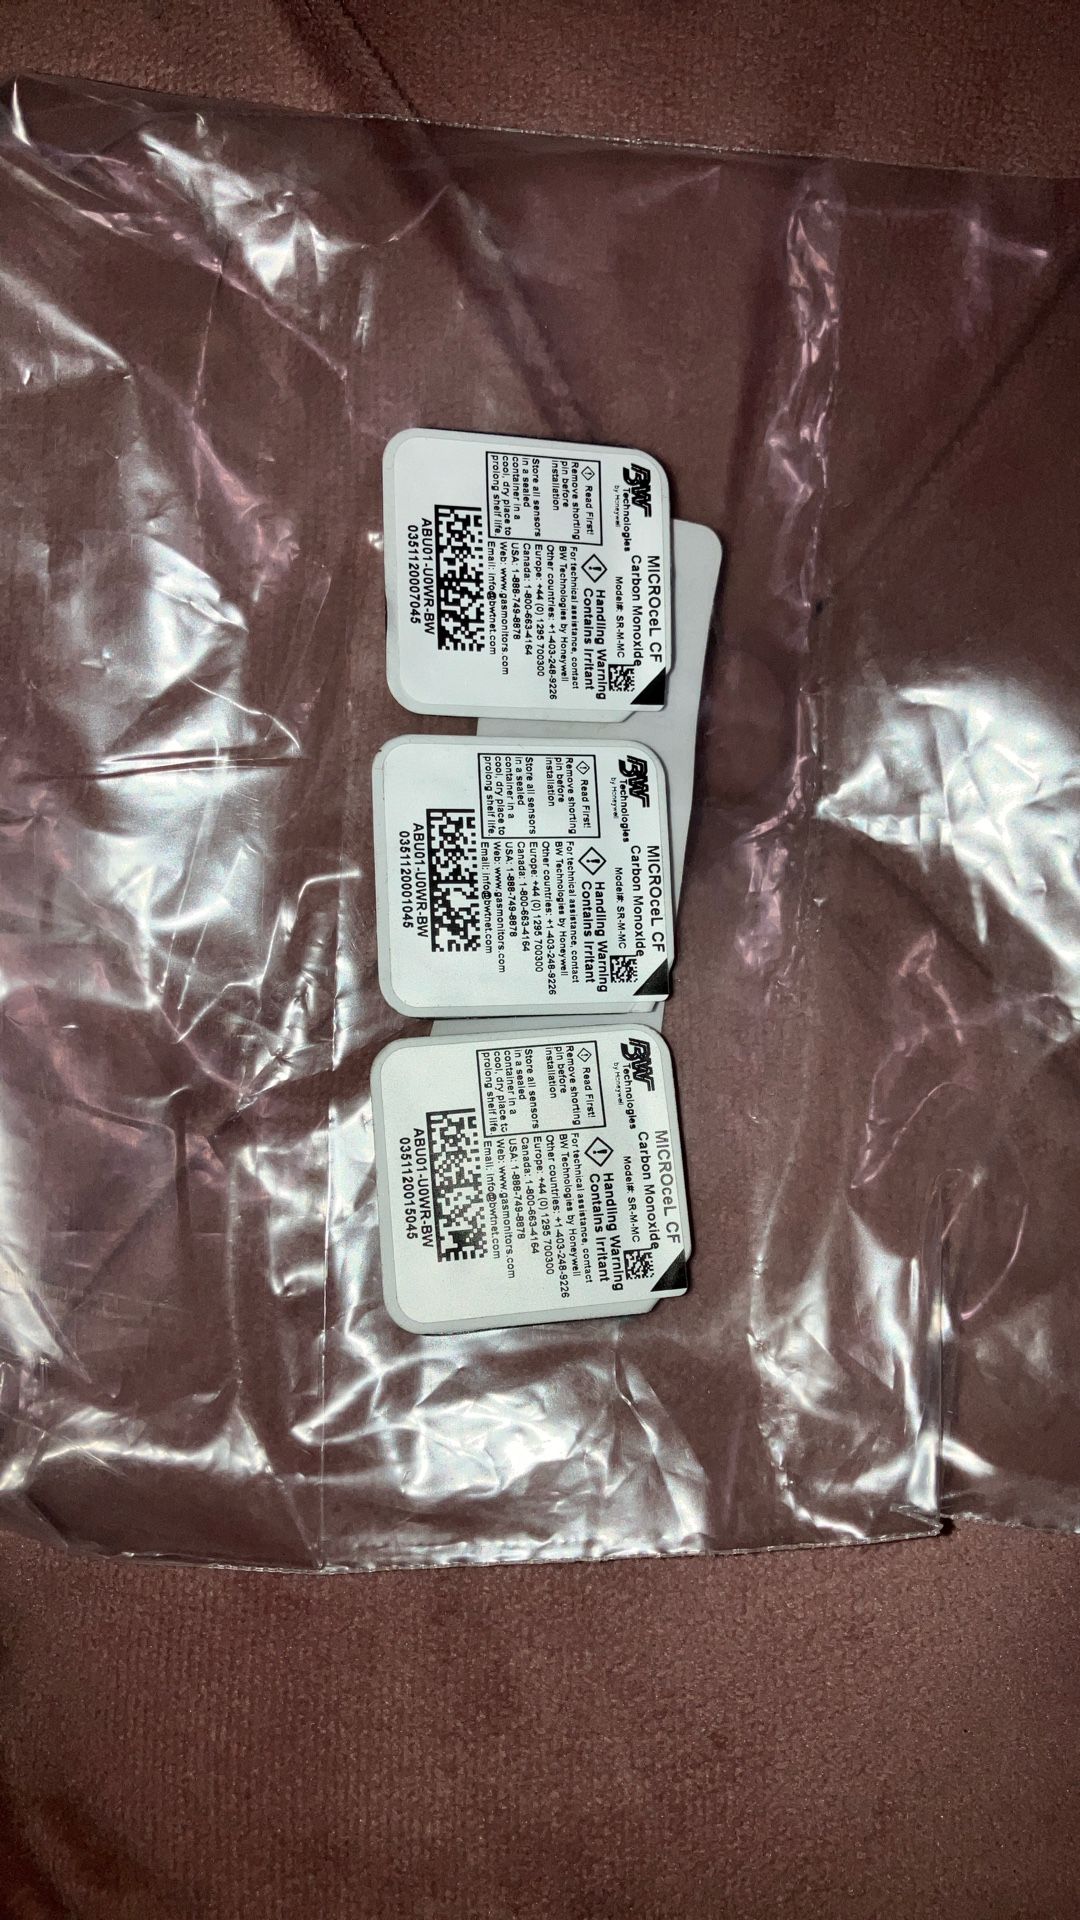 BW
Technologies
by Honeywell
MICROceL CF
Carbon Monoxide
Model#: SR-M-MC
Read First!
Remove shorting
pin before
installation
Store all sensors
in a sealed
container in a
cool, dry place to
prolong shelf life.
Handling Warning
Contains Irritant
For technical assistance, contact
BW Technologies by Honeywell
Other countries: +1-403-248-9226
Europe: +44 (0) 1295 700300
Canada: 1-800-663-4164
USA: 1-888-749-8878
Web: www.gasmonitors.com
Email: info@bwtnet.com
ABU01-U0WR-BW
0351120007045
BW
Technologies
by Honeywell
MICROceL CF
Carbon Monoxide
Model#: SR-M-MC
Read First!
Remove shorting
pin before
installation
Store all sensors
in a sealed
container in a
cool, dry place to
prolong shelf life.
Handling Warning
Contains Irritant
For technical assistance, contact
BW Technologies by Honeywell
Other countries: +1-403-248-9226
Europe: +44 (0) 1295 700300
Canada: 1-800-663-4164
USA: 1-888-749-8878
Web: www.gasmonitors.com
Email: info@bwtnet.com
ABU01-U0WR-BW
0351120001045
BW
Technologies
by Honeywell
MICROceL CF
Carbon Monoxide
Model#: SR-M-MC
Read First!
Remove shorting
pin before
installation
Store all sensors
in a sealed
container in a
cool, dry place to
prolong shelf life.
Handling Warning
Contains Irritant
For technical assistance, contact
BW Technologies by Honeywell
Other countries: +1-403-248-9226
Europe: +44 (0) 1295 700300
Canada: 1-800-663-4164
USA: 1-888-749-8878
Web: www.gasmonitors.com
Email: info@bwtnet.com
ABU01-U0WR-BW
0351120015045